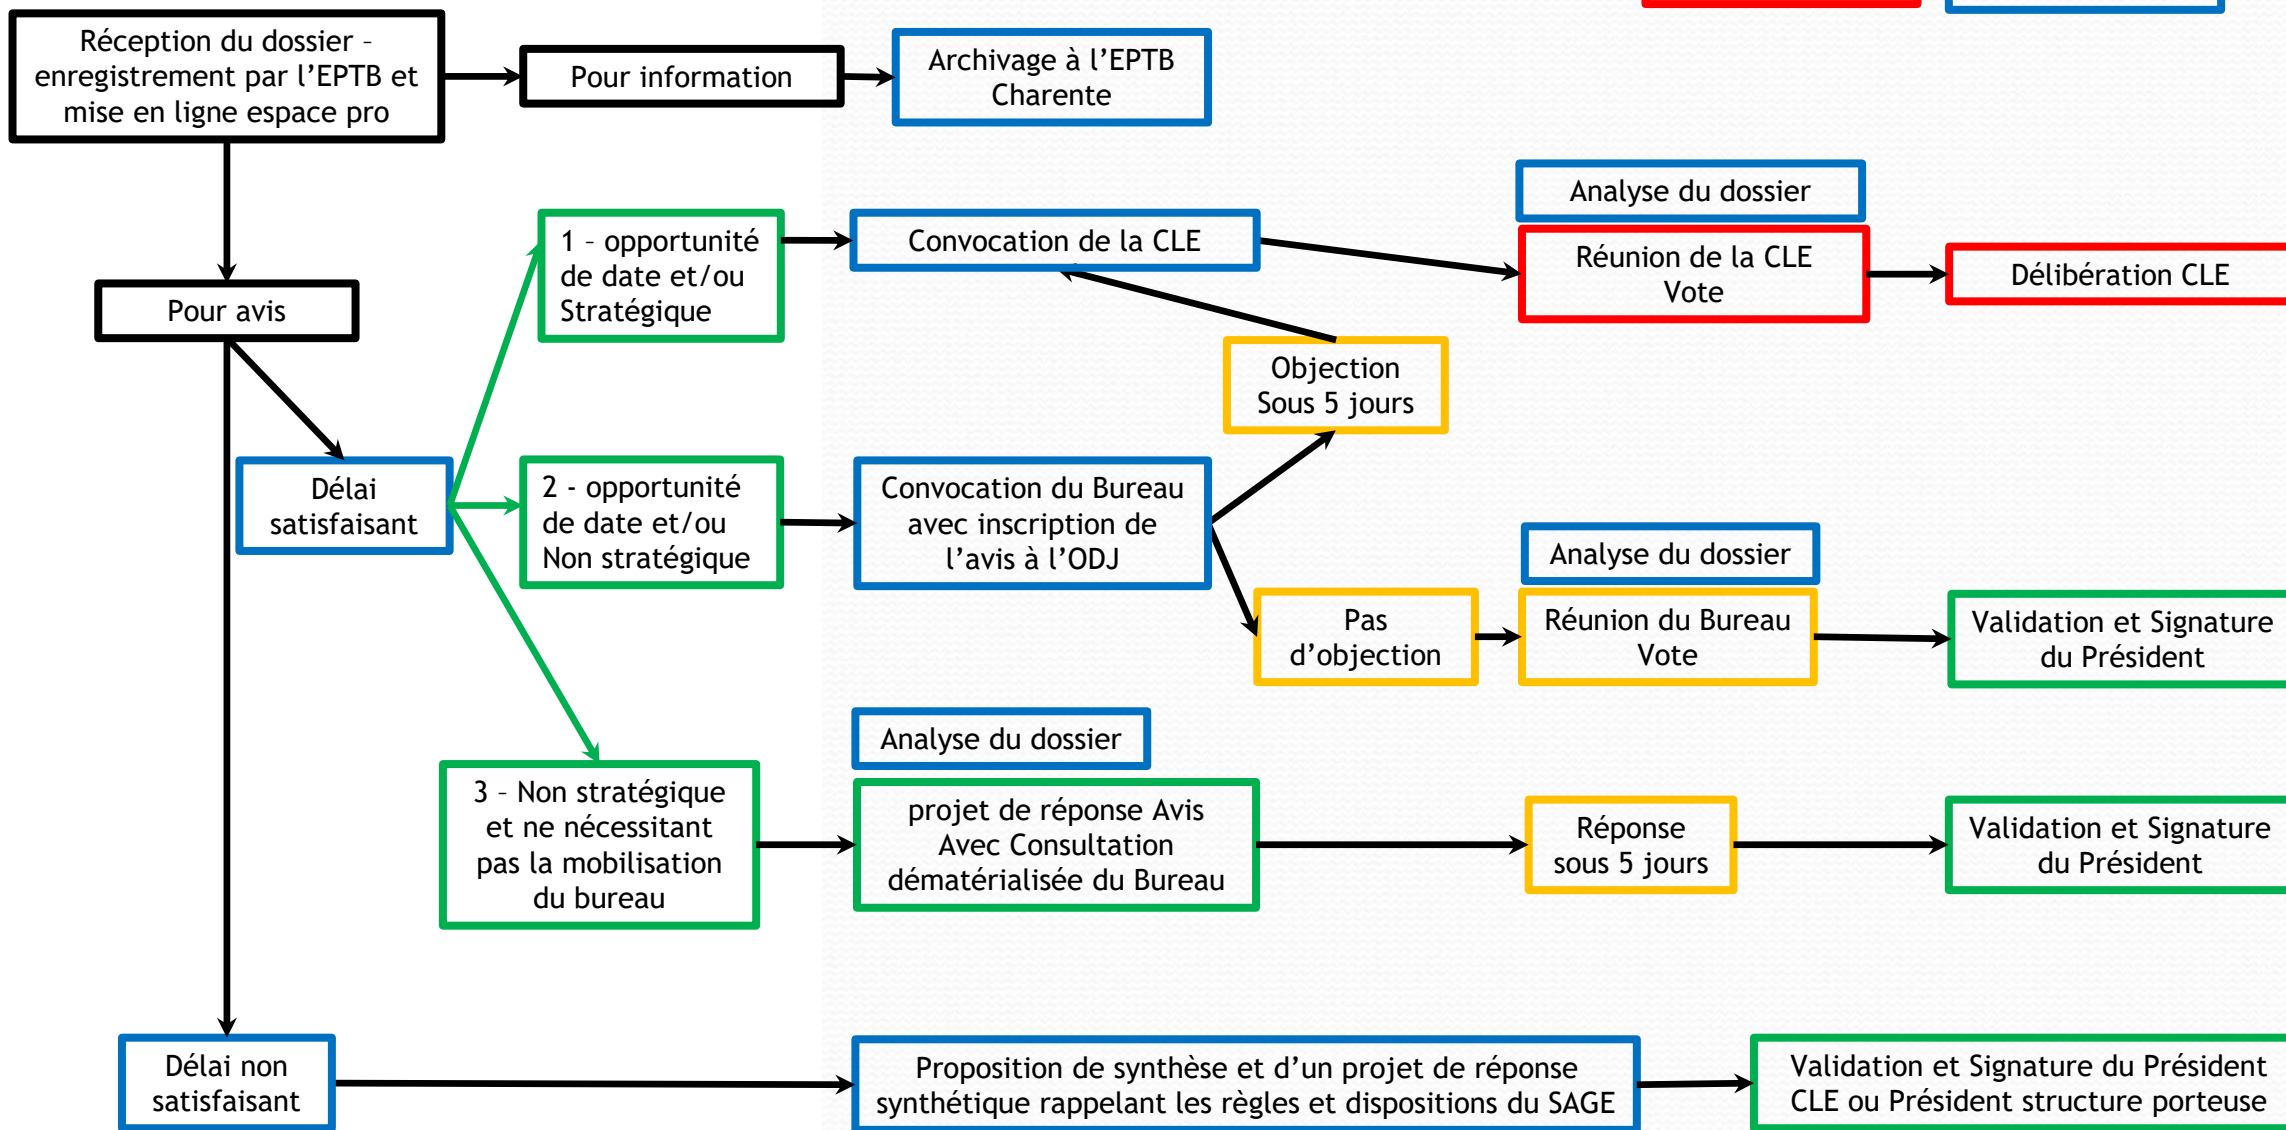 Réception du dossier –
enregistrement par l’EPTB et
mise en ligne espace pro
Pour information
Archivage à l’EPTB
Charente
Analyse du dossier
1 – opportunité
de date et/ou
Stratégique
Convocation de la CLE
Réunion de la CLE
Vote
Délibération CLE
Pour avis
Objection
Sous 5 jours
Délai
satisfaisant
2 - opportunité
de date et/ou
Non stratégique
Convocation du Bureau
avec inscription de
l’avis à l’ODJ
Analyse du dossier
Pas
d’objection
Réunion du Bureau
Vote
Validation et Signature
du Président
Analyse du dossier
3 – Non stratégique
et ne nécessitant
pas la mobilisation
du bureau
projet de réponse Avis
Avec Consultation
dématérialisée du Bureau
Réponse
sous 5 jours
Validation et Signature
du Président
Délai non
satisfaisant
Proposition de synthèse et d’un projet de réponse
synthétique rappelant les règles et dispositions du SAGE
Validation et Signature du Président
CLE ou Président structure porteuse